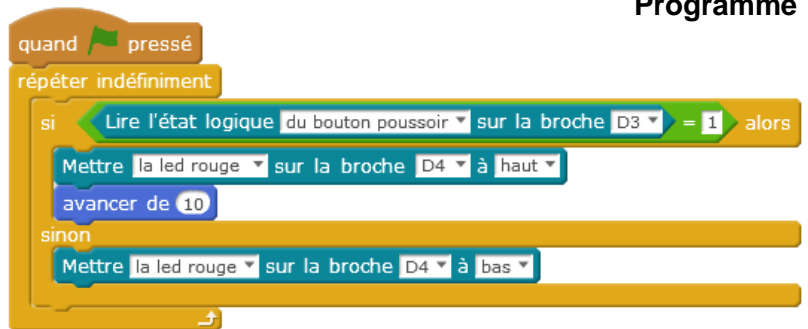 Programme
quand pressé
répéter indéfiniment
si Lire l'état logique du bouton poussoir sur la broche D3 = 1 alors
Mettre la led rouge sur la broche D4 à haut
avancer de 10
sinon
Mettre la led rouge sur la broche D4 à bas